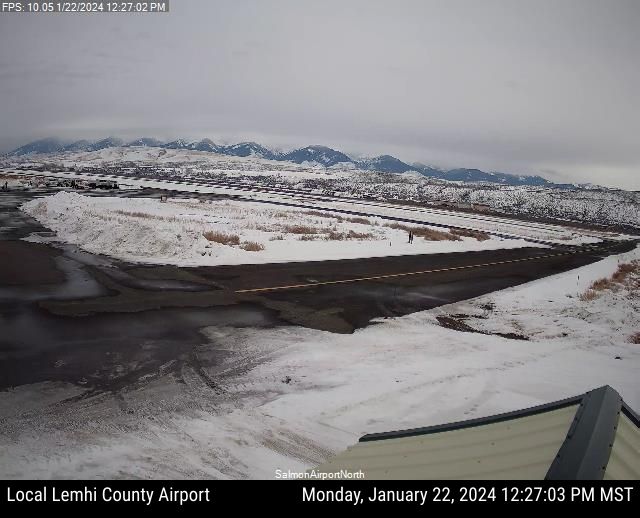 FPS: 10.05 1/22/2024 12:27:02 PM
SalmonAirportNorth
Local Lemhi County Airport Monday, January 22, 2024 12:27:03 PM MST